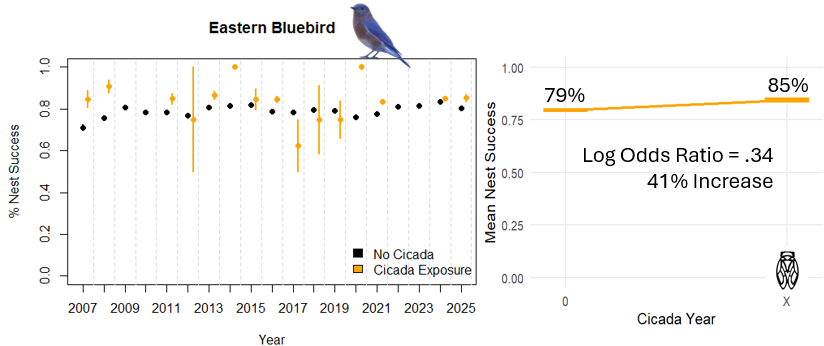 Eastern Bluebird
% Nest Success
1.0
0.8
0.6
0.4
0.2
0.0
No Cicada
Cicada Exposure
2007
2009
2011
2013
2015
2017
2019
2021
2023
2025
Year
Mean Nest Success
1.00
0.75
0.50
0.25
0.00
79%
85%
Log Odds Ratio = .34
41% Increase
0
X
Cicada Year